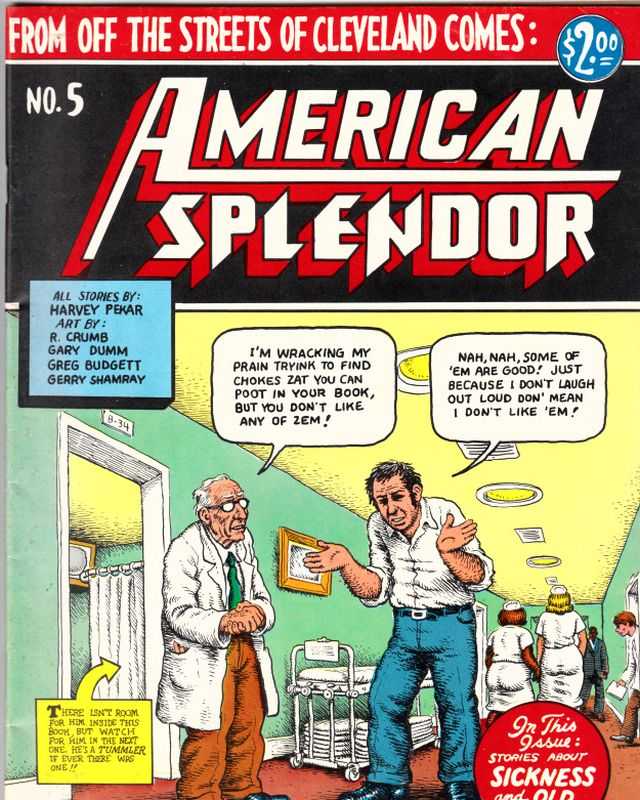 FROM OFF THE STREETS OF CLEVELAND COMES:
$2.00
NO. 5
AMERICAN
SPLENDOR
ALL STORIES BY:
HARVEY PEKAR
ART BY:
R. CRUMB
GARY DUMM
GREG BUDGETT
GERRY SHAMRAY
I'M WRACKING MY
PRAIN TRYINK TO FIND
CHOKES ZAT YOU CAN
POOT IN YOUR BOOK,
BUT YOU DON'T LIKE
ANY OF ZEM!
NAH, NAH, SOME OF
'EM ARE GOOD! JUST
BECAUSE I DON'T LAUGH
OUT LOUD DON' MEAN
I DON'T LIKE 'EM!
B-34
THERE ISN'T ROOM
FOR HIM INSIDE THIS
BOOK, BUT WATCH
FOR HIM IN THE NEXT
ONE. HE'S A TUMMLER
IF EVER THERE WAS
ONE!!
In This
Issue:
STORIES ABOUT
SICKNESS
and OLD